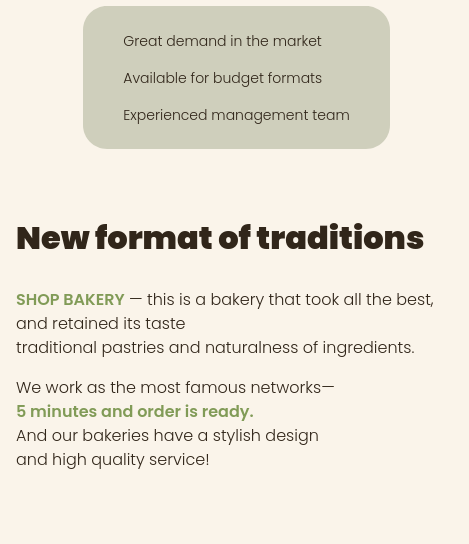 Great demand in the market
Available for budget formats
Experienced management team
New format of traditions
SHOP BAKERY — this is a bakery that took all the best,
and retained its taste
traditional pastries and naturalness of ingredients.
We work as the most famous networks—
5 minutes and order is ready.
And our bakeries have a stylish design
and high quality service!